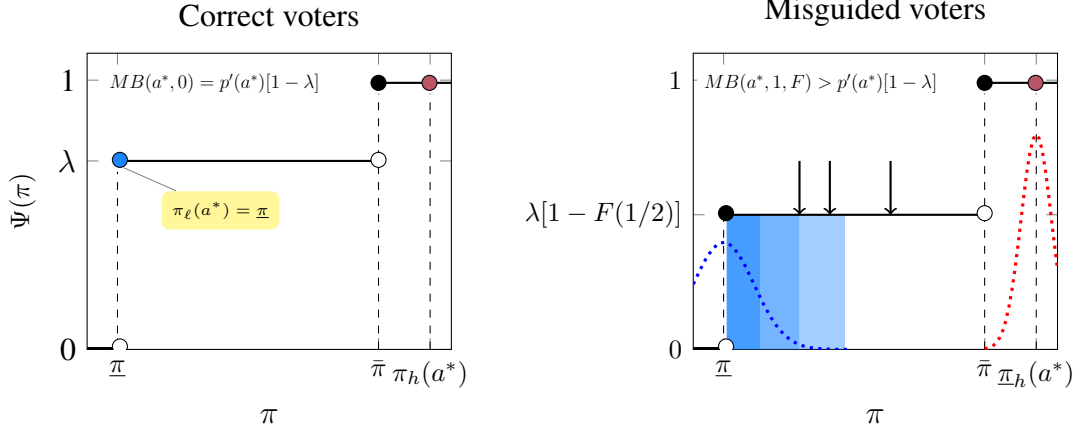 Correct voters
1
MB(a*, 0) = p′(a*)[1 − λ]
λ
π_ℓ(a*) = π̲
Ψ(π)
0
π̲
π̄
π_h(a*)
π
Misguided voters
1
MB(a*, 1, F) > p′(a*)[1 − λ]
λ[1 − F(1/2)]
0
π̲
π̄
π̲_h(a*)
π